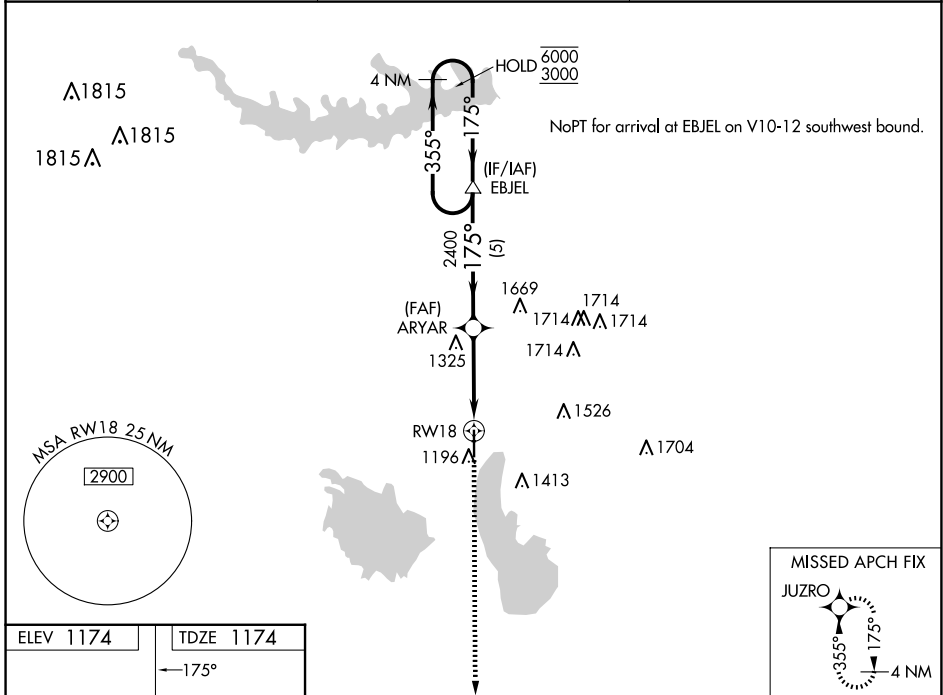 1815
1815
1815
4 NM
HOLD 6000
3000
355°
175°
NoPT for arrival at EBJEL on V10-12 southwest bound.
(IF/IAF)
EBJEL
2400
175°
(5)
(FAF)
ARYAR
1669
1714
1714
1714
1325
1714
1526
RW18
1196
1704
1413
MSA RW18 25 NM
2900
MISSED APCH FIX
JUZRO
355°
175°
4 NM
ELEV 1174
TDZE 1174
175°